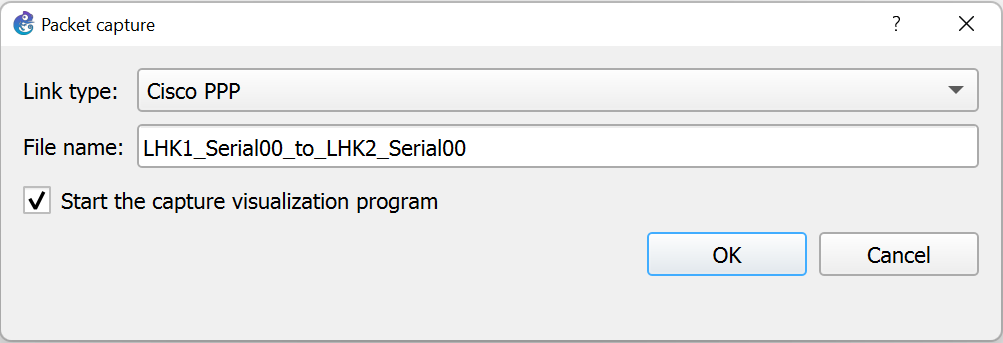 Packet capture
?
Link type: Cisco PPP
File name: LHK1_Serial00_to_LHK2_Serial00
Start the capture visualization program
OK Cancel